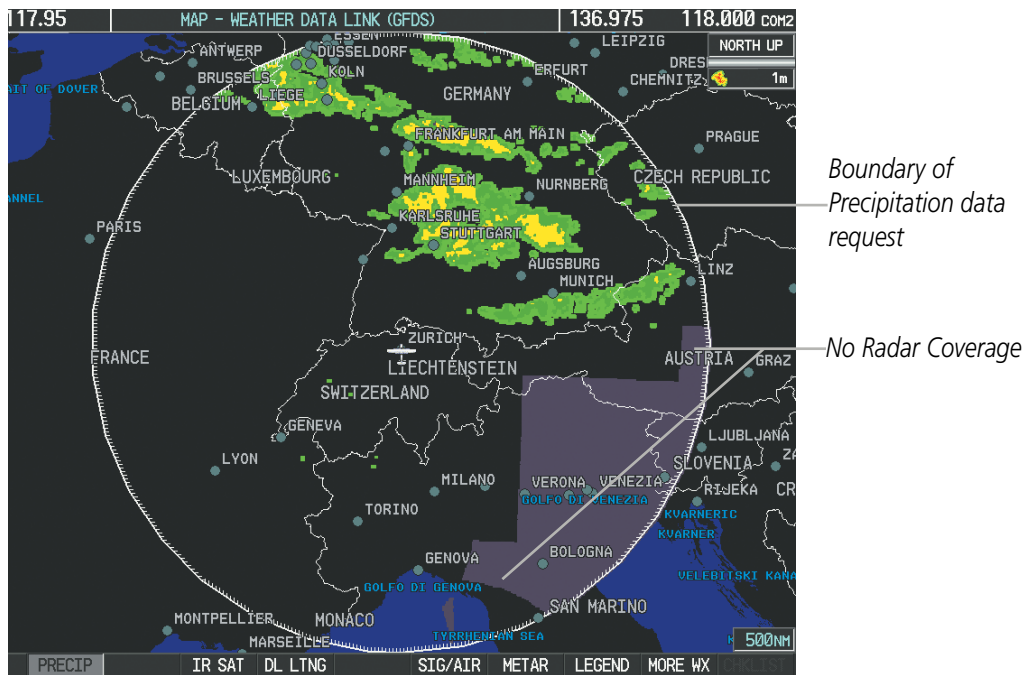 117.95 MAP - WEATHER DATA LINK (GFDS) 136.975 118.000 COM2
NORTH UP
1m
ESSEN
LEIPZIG
ANTWERP
DUSSELDORF
DRES
BRUSSELS
KOLN
ERFURT
CHEMNITZ
AIT OF DOVER
BELGIUM
LIEGE
GERMANY
FRANKFURT AM MAIN
PRAGUE
LUXEMBOURG
MANNHEIM
NURNBERG
CZECH REPUBLIC
ANNEL
KARLSRUHE
PARIS
STUTTGART
AUGSBURG
MUNICH
LINZ
ZURICH
FRANCE
LIECHTENSTEIN
AUSTRIA
GRAZ
SWITZERLAND
GENEVA
LJUBLJANA
LYON
SLOVENIA
ZA
MILANO
VERONA
VENEZIA
GOLFO DI VENEZIA
RIJEKA
CR
TORINO
KVARNERIC
KVARNER
GENOVA
BOLOGNA
VELEBITSKI KANA
GOLFO DI GENOVA
SAN MARINO
MONTPELLIER
MONACO
MARSEILLE
TYRRHENIAN SEA
500NM
PRECIP IR SAT DL LTNG SIG/AIR METAR LEGEND MORE WX CHKLIST
Boundary of
Precipitation data
request
No Radar Coverage